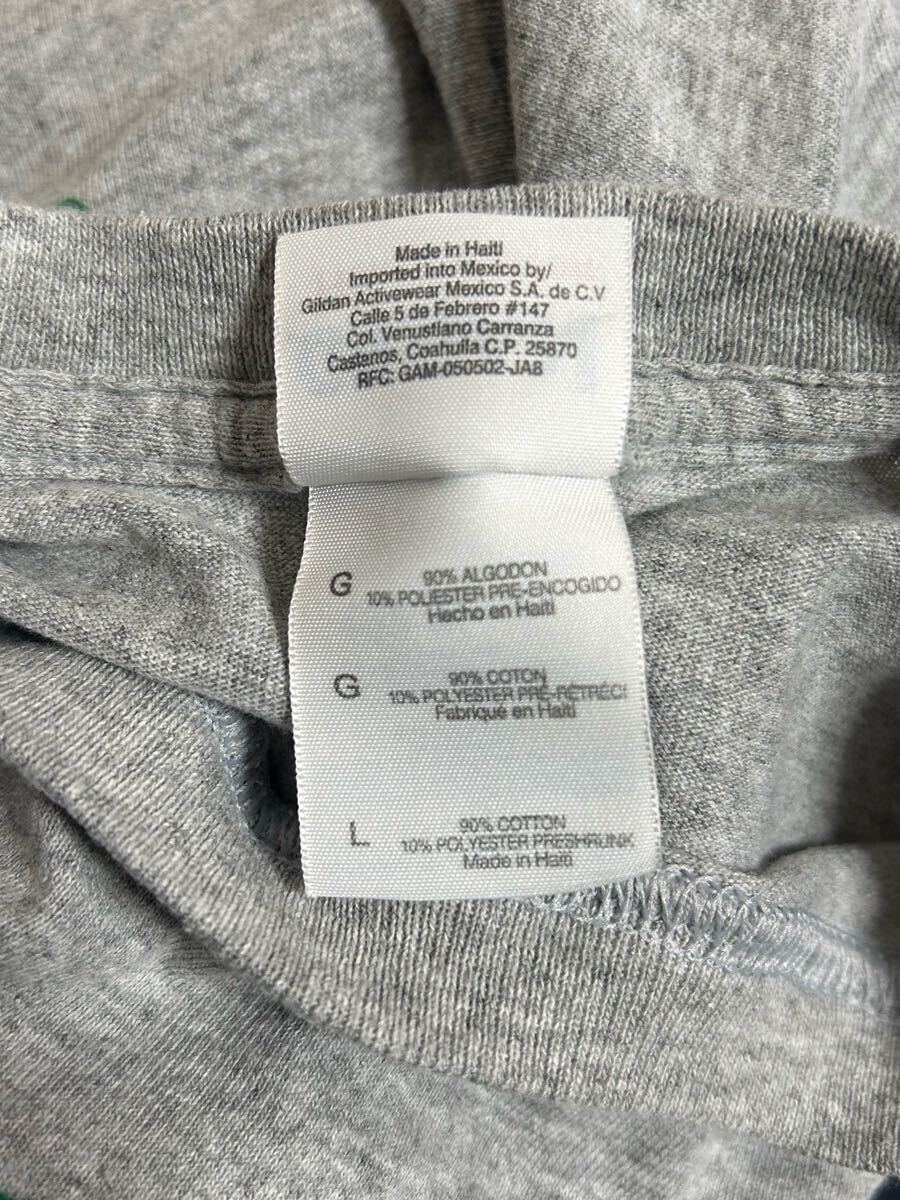 Made in Haiti
Imported into Mexico by/
Gildan Activewear Mexico S.A. de C.V
Calle 5 de Febrero #147
Col. Venustiano Carranza
Castanos, Coahuila C.P. 25870
RFC: GAM-050502-JA8
G 90% ALGODON
10% POLIESTER PRE-ENCOGIDO
Hecho en Haiti
G 90% COTON
10% POLYESTER PRÉ-RÉTRÉCI
Fabriqué en Haiti
L 90% COTTON
10% POLYESTER PRESHRUNK
Made in Haiti